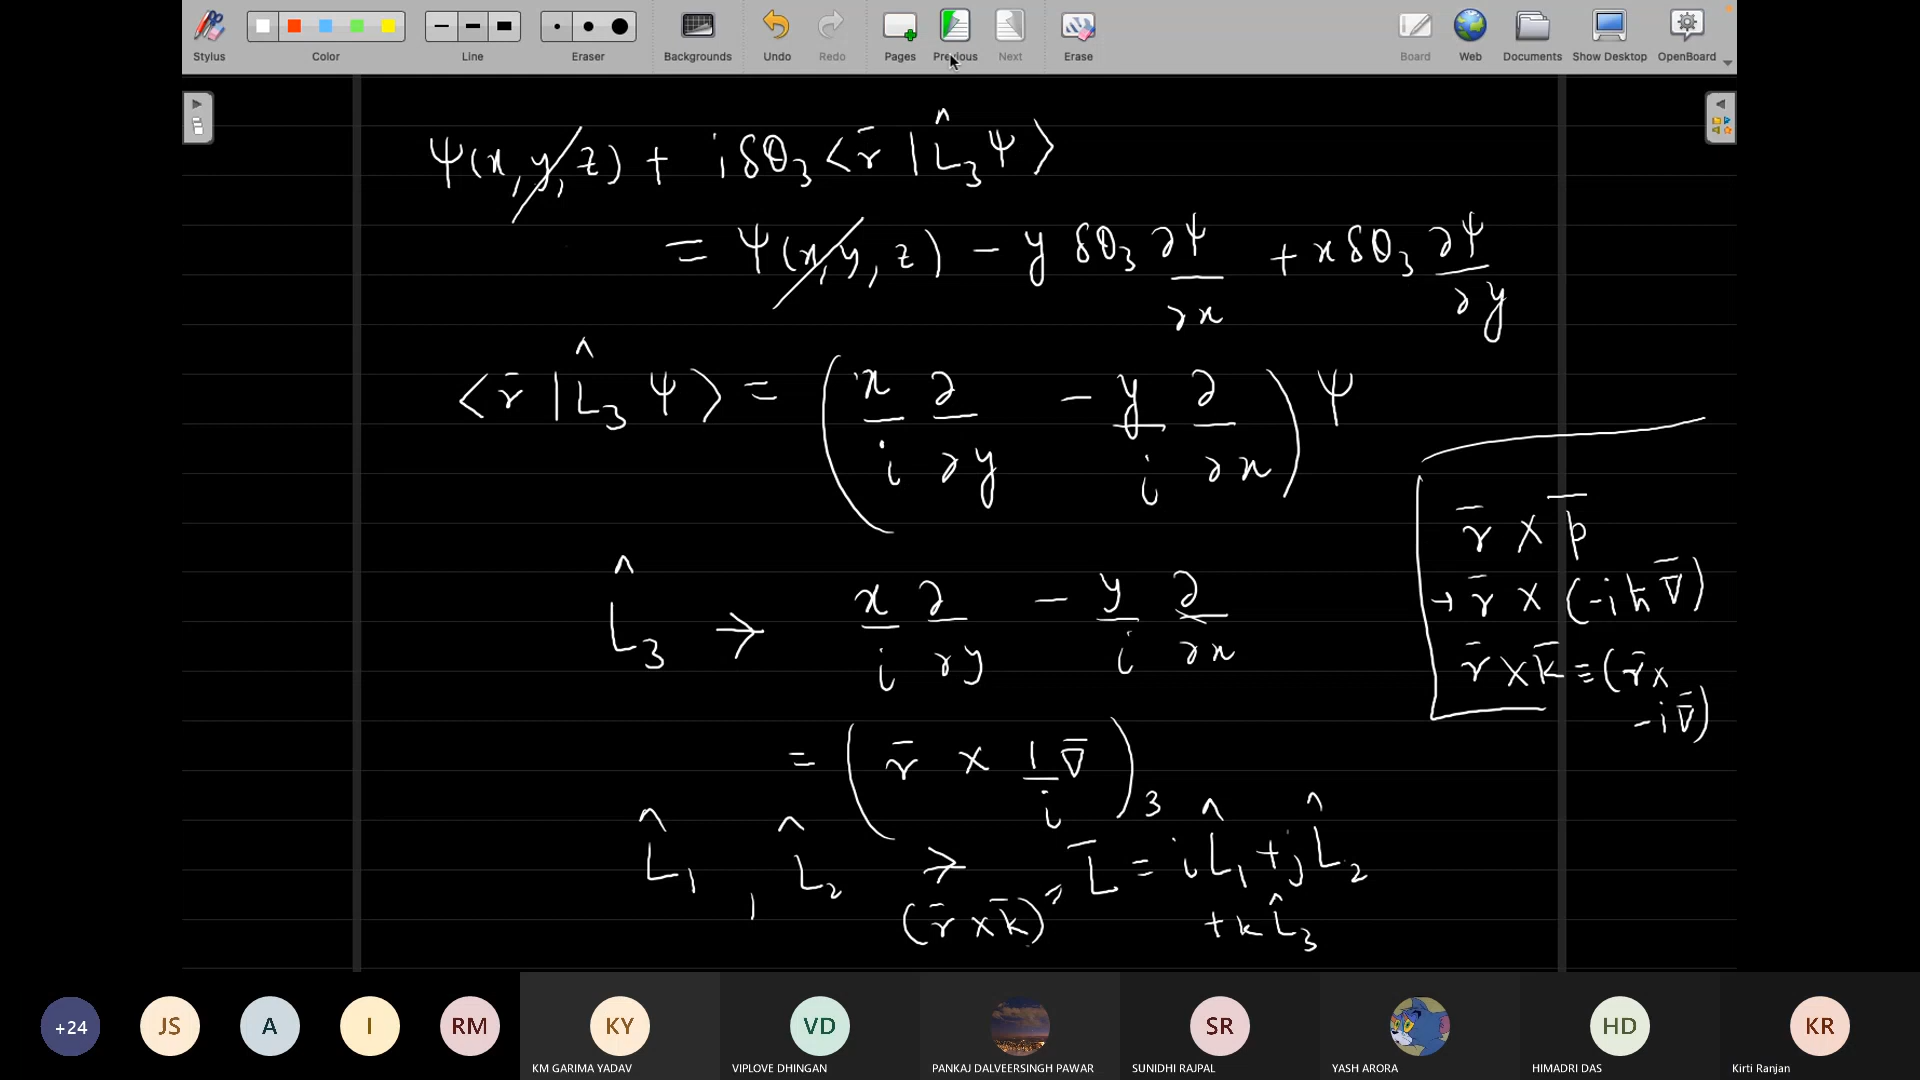 Stylus Color Line Eraser Backgrounds Undo Redo Pages Previous Next Erase Board Web Documents Show Desktop OpenBoard
Ψ(x, y, z) + i δθ₃ <r̄ | L̂₃ Ψ>
= Ψ(x, y, z) − y δθ₃ ∂Ψ/∂x + x δθ₃ ∂Ψ/∂y
<r̄ | L̂₃ Ψ> = (x/i ∂/∂y − y/i ∂/∂x) Ψ
L̂₃ → x/i ∂/∂y − y/i ∂/∂x
= (r̄ × 1/i ∇̄)₃
L̂₁, L̂₂ → L̄ = i L̂₁ + j L̂₂
(r̄ × k̄) = + k L̂₃
r̄ × p̄
→ r̄ × (−iħ∇̄)
r̄ × k̄ = (r̄ ×
−i∇̄)
+24 JS A I RM KY VD SR HD KR
KM GARIMA YADAV VIPLOVE DHINGAN PANKAJ DALVEERSINGH PAWAR SUNIDHI RAJPAL YASH ARORA HIMADRI DAS Kirti Ranjan